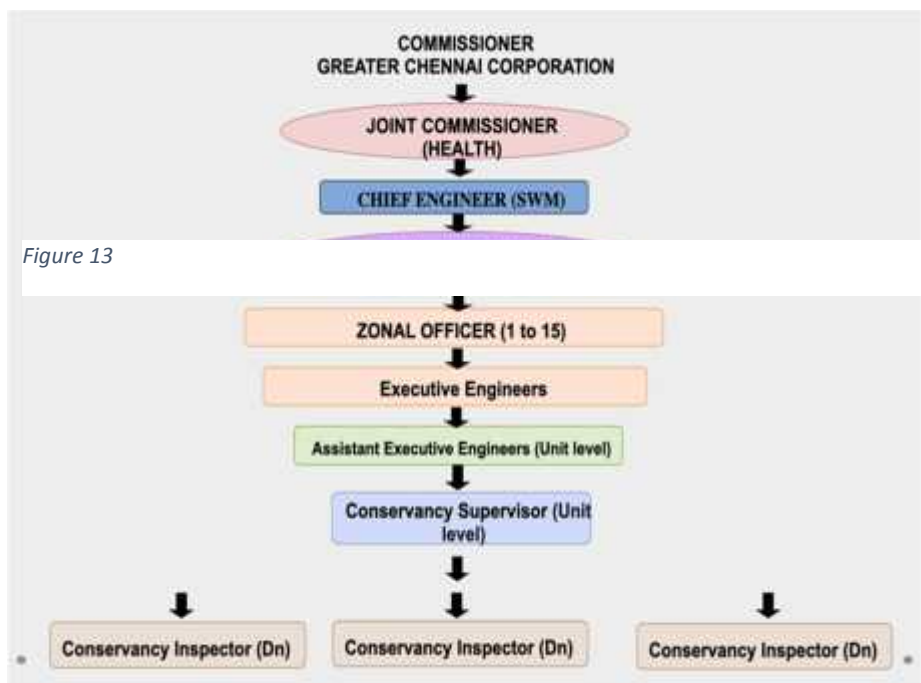 COMMISSIONER
GREATER CHENNAI CORPORATION
JOINT COMMISSIONER
(HEALTH)
CHIEF ENGINEER (SWM)
Figure 13
ZONAL OFFICER (1 to 15)
Executive Engineers
Assistant Executive Engineers (Unit level)
Conservancy Supervisor (Unit
level)
Conservancy Inspector (Dn)
Conservancy Inspector (Dn)
Conservancy Inspector (Dn)